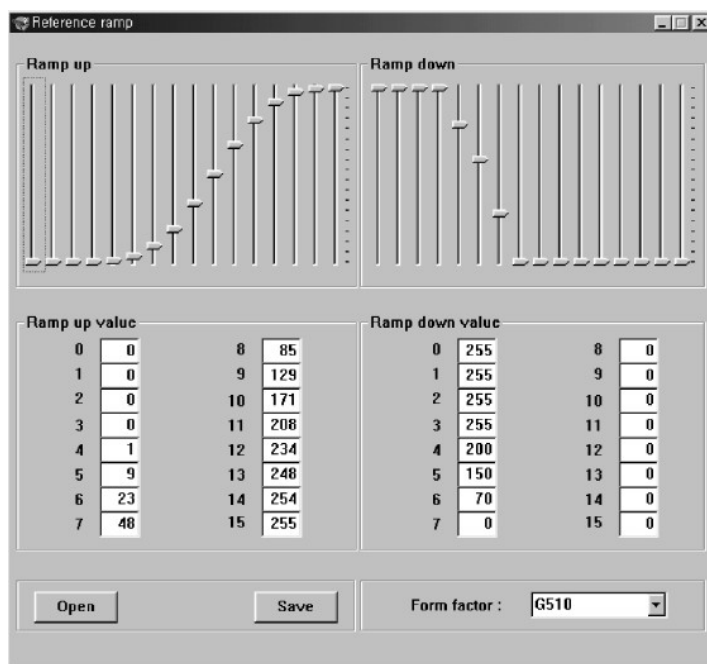 Reference ramp
Ramp up
Ramp down
Ramp up value
0 0 8 85
1 0 9 129
2 0 10 171
3 0 11 208
4 1 12 234
5 9 13 248
6 23 14 254
7 48 15 255
Ramp down value
0 255 8 0
1 255 9 0
2 255 10 0
3 255 11 0
4 200 12 0
5 150 13 0
6 70 14 0
7 0 15 0
Open
Save
Form factor :
G510